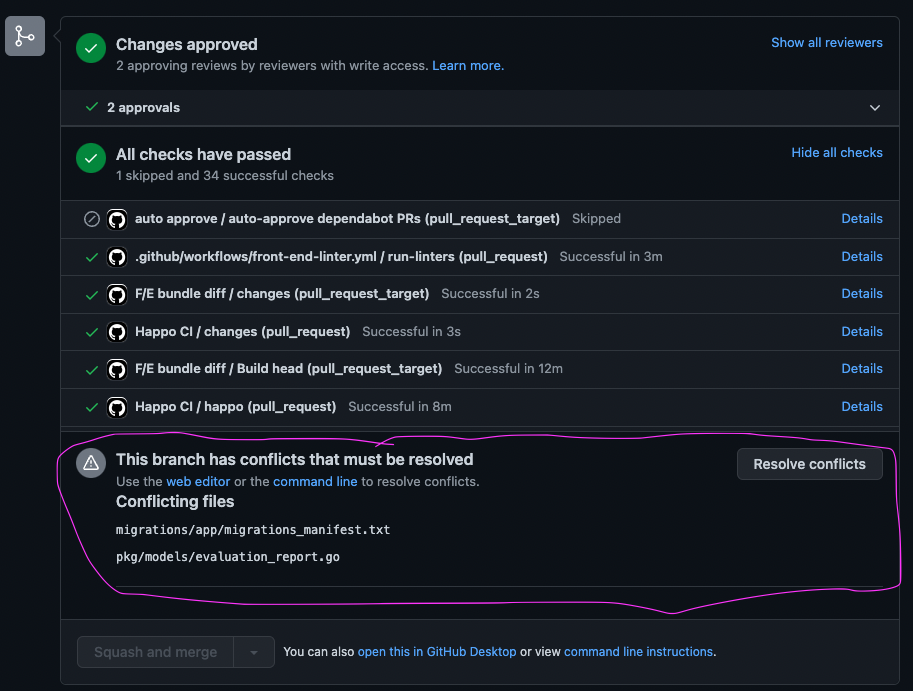 Changes approved
Show all reviewers
2 approving reviews by reviewers with write access. Learn more.
2 approvals
All checks have passed
Hide all checks
1 skipped and 34 successful checks
auto approve / auto-approve dependabot PRs (pull_request_target) Skipped Details
.github/workflows/front-end-linter.yml / run-linters (pull_request) Successful in 3m Details
F/E bundle diff / changes (pull_request_target) Successful in 2s Details
Happo CI / changes (pull_request) Successful in 3s Details
F/E bundle diff / Build head (pull_request_target) Successful in 12m Details
Happo CI / happo (pull_request) Successful in 8m Details
This branch has conflicts that must be resolved
Resolve conflicts
Use the web editor or the command line to resolve conflicts.
Conflicting files
migrations/app/migrations_manifest.txt
pkg/models/evaluation_report.go
Squash and merge
You can also open this in GitHub Desktop or view command line instructions.